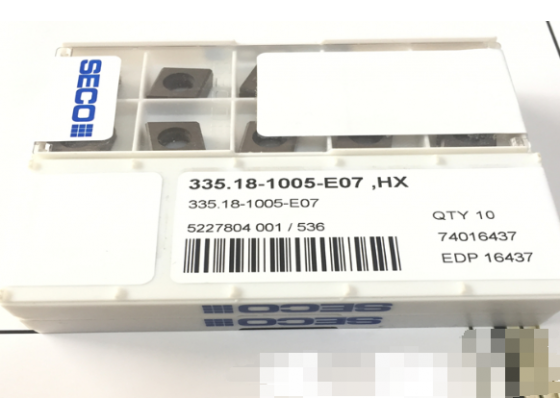 SECO
335.18-1005-E07 ,HX
335.18-1005-E07
5227804 001 / 536
QTY 10
74016437
EDP 16437
SECO
SECO